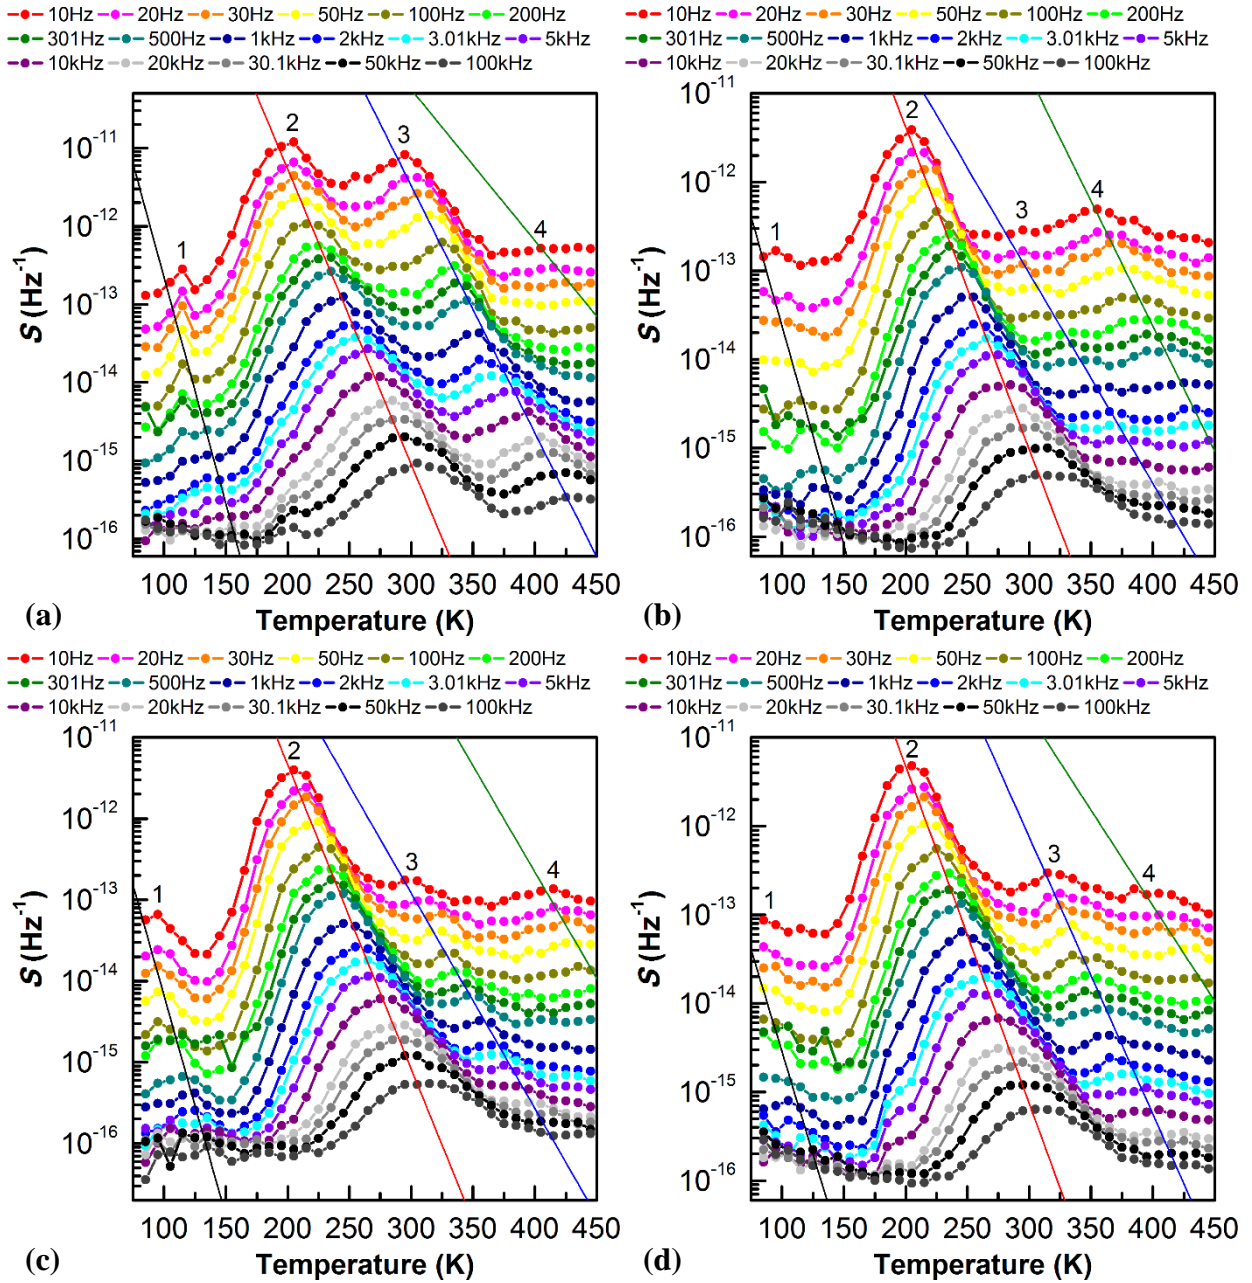 10Hz 20Hz 30Hz 50Hz 100Hz 200Hz
301Hz 500Hz 1kHz 2kHz 3.01kHz 5kHz
10kHz 20kHz 30.1kHz 50kHz 100kHz
S (Hz⁻¹)
10⁻¹¹
10⁻¹²
10⁻¹³
10⁻¹⁴
10⁻¹⁵
10⁻¹⁶
1
2
3
4
100 150 200 250 300 350 400 450
Temperature (K)
(a)
10Hz 20Hz 30Hz 50Hz 100Hz 200Hz
301Hz 500Hz 1kHz 2kHz 3.01kHz 5kHz
10kHz 20kHz 30.1kHz 50kHz 100kHz
S (Hz⁻¹)
10⁻¹¹
10⁻¹²
10⁻¹³
10⁻¹⁴
10⁻¹⁵
10⁻¹⁶
1
2
3
4
100 150 200 250 300 350 400 450
Temperature (K)
(b)
10Hz 20Hz 30Hz 50Hz 100Hz 200Hz
301Hz 500Hz 1kHz 2kHz 3.01kHz 5kHz
10kHz 20kHz 30.1kHz 50kHz 100kHz
S (Hz⁻¹)
10⁻¹¹
10⁻¹²
10⁻¹³
10⁻¹⁴
10⁻¹⁵
10⁻¹⁶
1
2
3
4
100 150 200 250 300 350 400 450
Temperature (K)
(c)
10Hz 20Hz 30Hz 50Hz 100Hz 200Hz
301Hz 500Hz 1kHz 2kHz 3.01kHz 5kHz
10kHz 20kHz 30.1kHz 50kHz 100kHz
S (Hz⁻¹)
10⁻¹¹
10⁻¹²
10⁻¹³
10⁻¹⁴
10⁻¹⁵
10⁻¹⁶
1
2
3
4
100 150 200 250 300 350 400 450
Temperature (K)
(d)